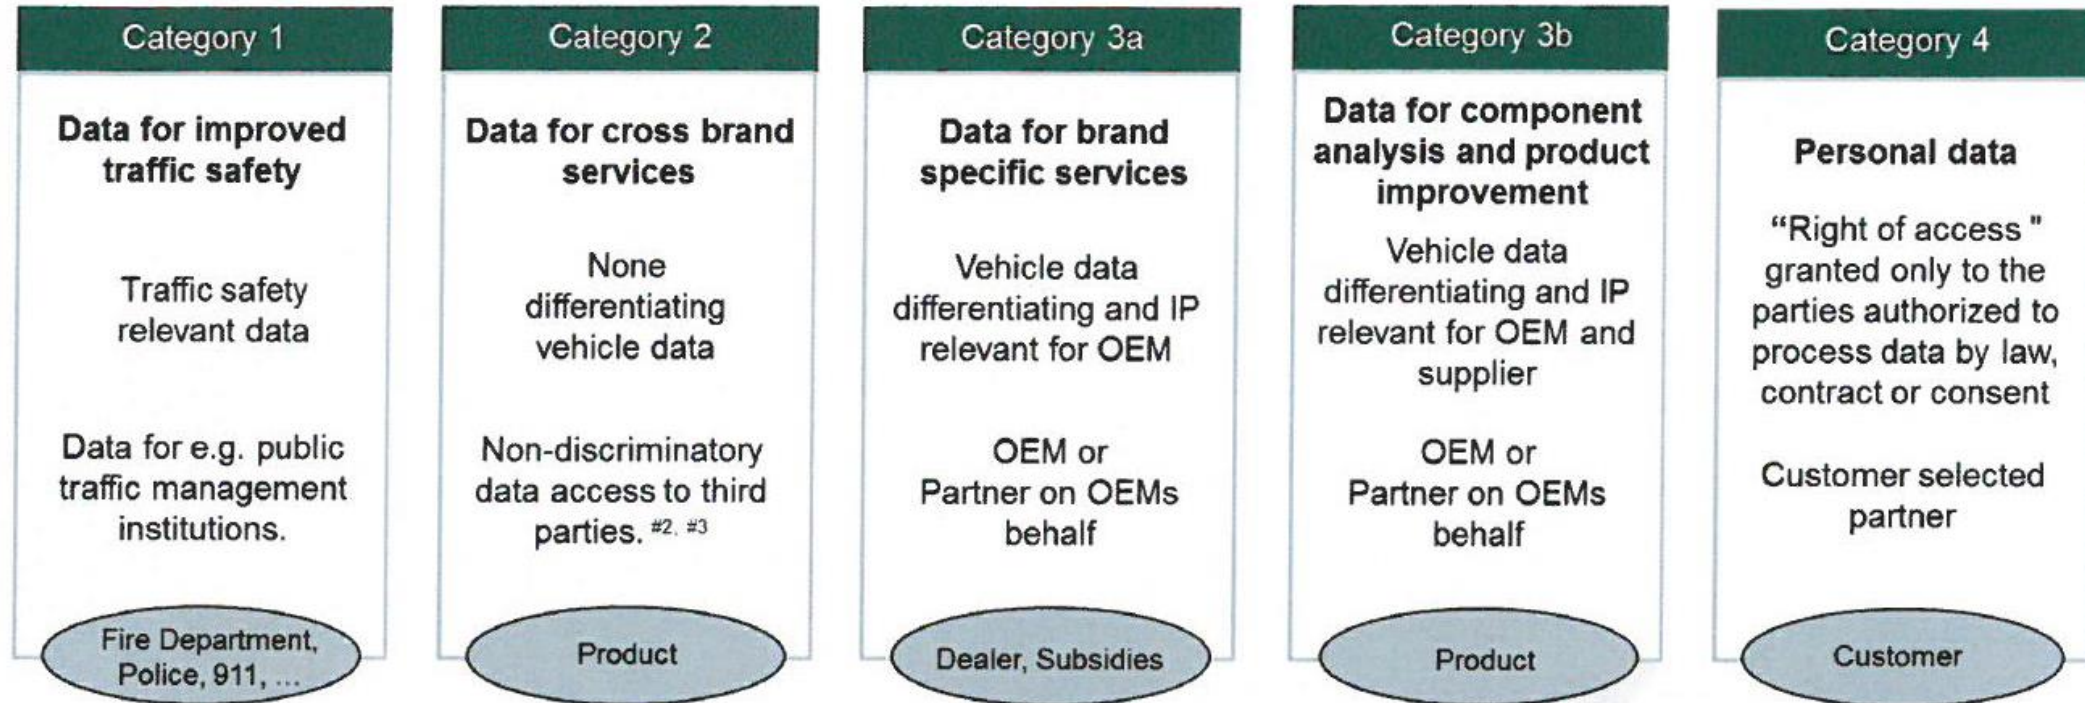 Category 1
Data for improved
traffic safety
Traffic safety
relevant data
Data for e.g. public
traffic management
institutions.
Fire Department,
Police, 911, ...
Category 2
Data for cross brand
services
None
differentiating
vehicle data
Non-discriminatory
data access to third
parties. #2, #3
Product
Category 3a
Data for brand
specific services
Vehicle data
differentiating and IP
relevant for OEM
OEM or
Partner on OEMs
behalf
Dealer, Subsidies
Category 3b
Data for component
analysis and product
improvement
Vehicle data
differentiating and IP
relevant for OEM and
supplier
OEM or
Partner on OEMs
behalf
Product
Category 4
Personal data
“Right of access "
granted only to the
parties authorized to
process data by law,
contract or consent
Customer selected
partner
Customer